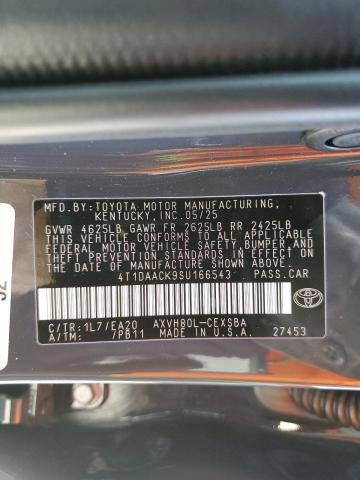 MFD.BY:TOYOTA MOTOR MANUFACTURING,
KENTUCKY, INC. 05/25
GVWR 4625LB GAWR FR 2625LB RR 2425LB
THIS VEHICLE CONFORMS TO ALL APPLICABLE
FEDERAL MOTOR VEHICLE SAFETY, BUMPER, AND
THEFT PREVENTION STANDARDS IN EFFECT ON
THE DATE OF MANUFACTURE SHOWN ABOVE.
4T1DAACK9SU166543 PASS.CAR
C/TR:1L7/EA20 AXVH80L-CEXSBA
A/TM: /PB11 MADE IN U.S.A. 27453